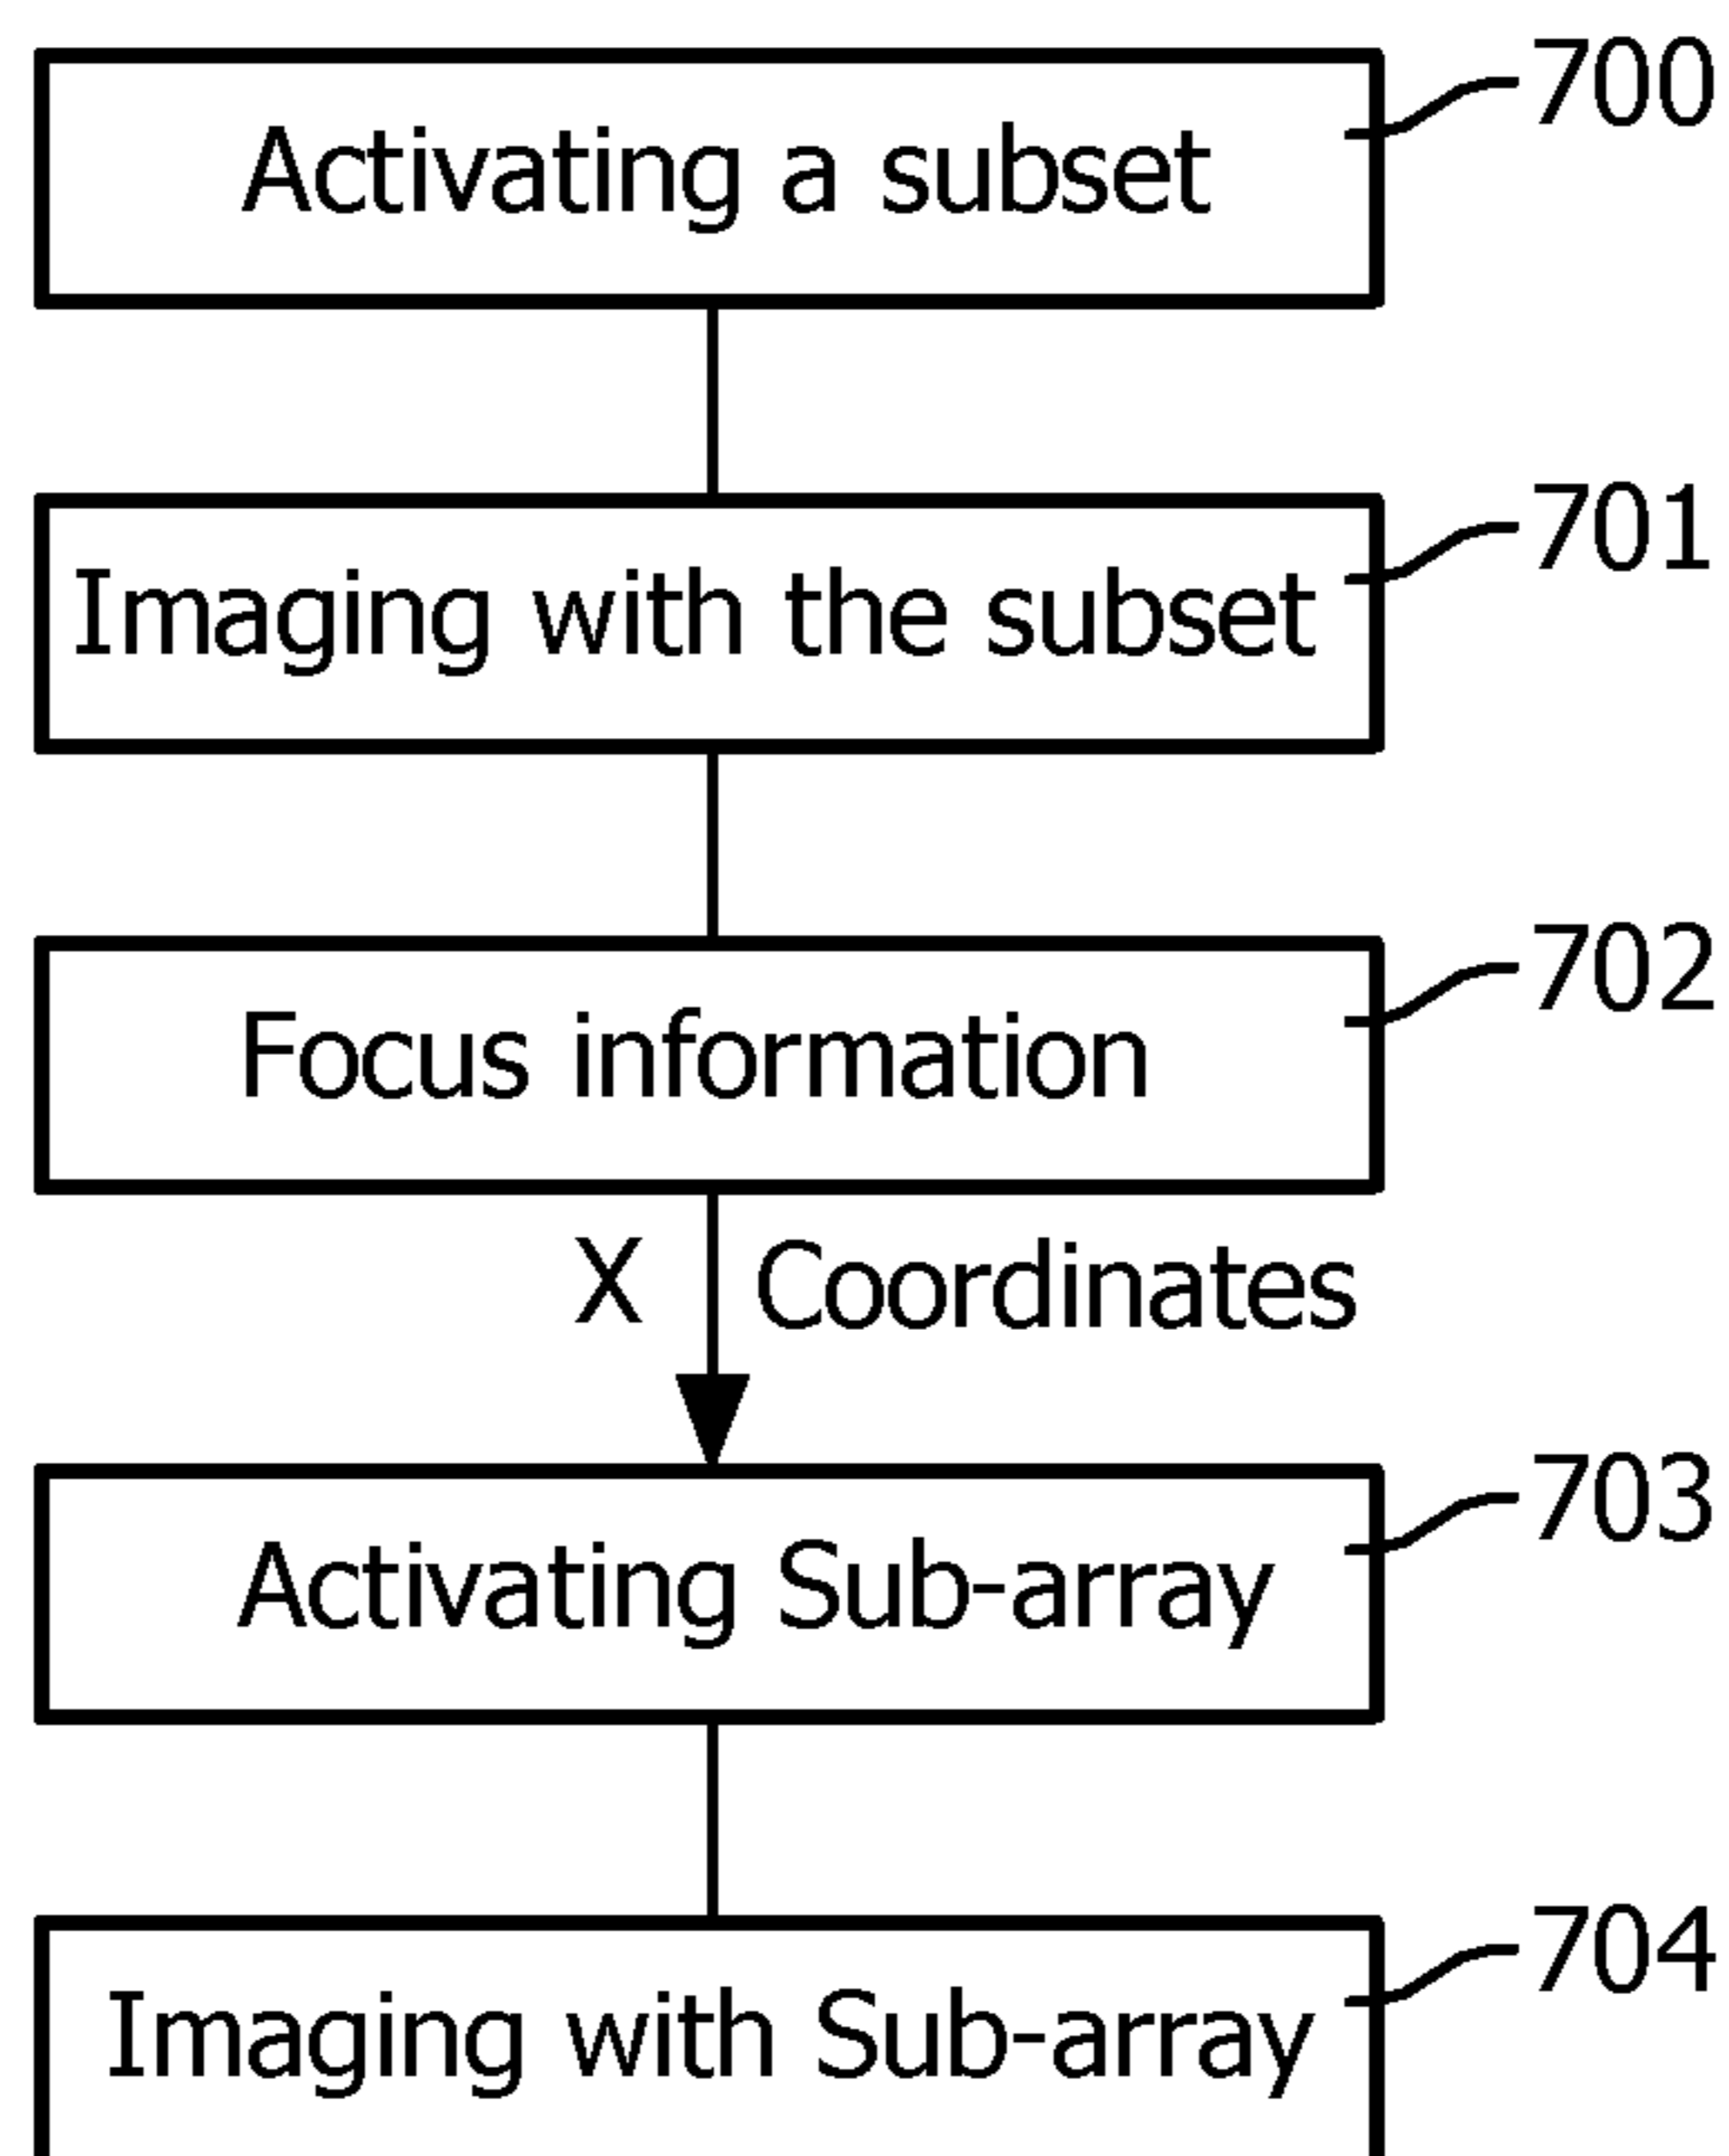 Activating a subset
700
Imaging with the subset
701
Focus information
702
X Coordinates
Activating Sub-array
703
Imaging with Sub-array
704